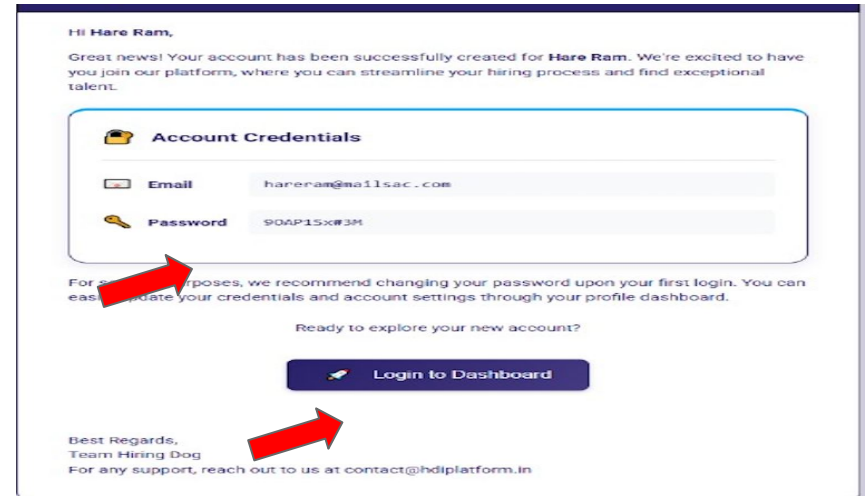 Hi Hare Ram,
Great news! Your account has been successfully created for Hare Ram. We're excited to have
you join our platform, where you can streamline your hiring process and find exceptional
talent.
Account Credentials
Email hareram@mailsac.com
Password 9OAP1Sx#3M
For rposes, we recommend changing your password upon your first login. You can
date your credentials and account settings through your profile dashboard.
Ready to explore your new account?
Login to Dashboard
Best Regards,
Team Hiring Dog
For any support, reach out to us at contact@hdiplatform.in